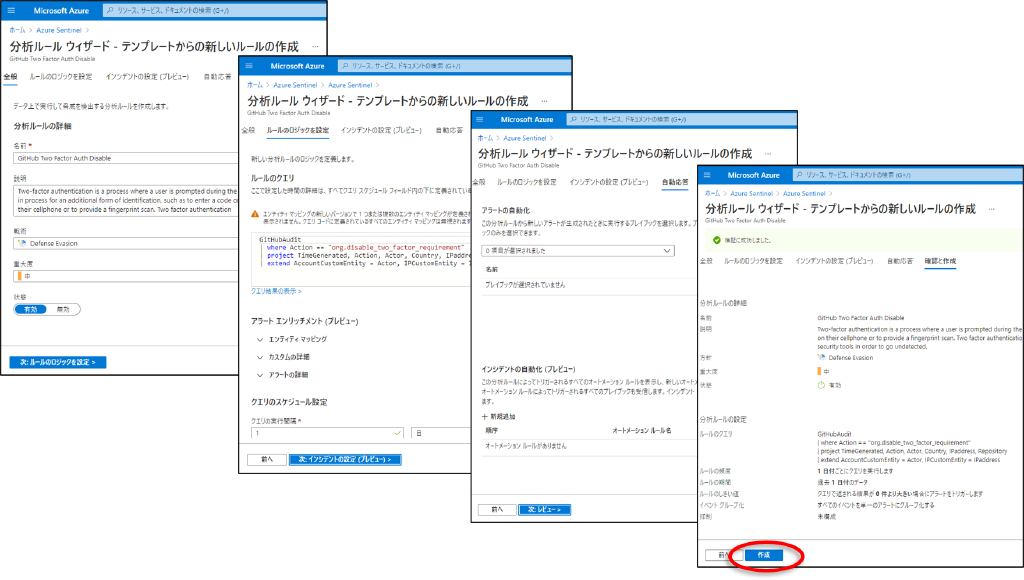 Microsoft Azure
リソース、サービス、ドキュメントの検索 (G+/)
ホーム > Azure Sentinel >
分析ルール ウィザード - テンプレートからの新しいルールの作成 ...
GitHub Two Factor Auth Disable
全般 ルールのロジックを設定 インシデントの設定 (プレビュー) 自動応答
データ上で実行して脅威を検出する分析ルールを作成します。
分析ルールの詳細
名前 *
GitHub Two Factor Auth Disable
説明
Two-factor authentication is a process where a user is prompted during the
in process for an additional form of identification, such as to enter a code o
their cellphone or to provide a fingerprint scan. Two factor authentication
戦術
Defense Evasion
重大度
中
状態
有効 無効
次: ルールのロジックを設定 >
Microsoft Azure
リソース、サービス、ドキュメントの検索 (G+/)
ホーム > Azure Sentinel > Azure Sentinel >
分析ルール ウィザード - テンプレートからの新しいルールの作成 ...
GitHub Two Factor Auth Disable
全般 ルールのロジックを設定 インシデントの設定 (プレビュー) 自動応答
新しい分析ルールのロジックを定義します。
ルールのクエリ
ここで設定した時間の詳細は、すべてクエリ スケジュール フィールド内の下に定義されている
エンティティ マッピングの新しいバージョンで 1 つまたは複数のエンティティ マッピングが定義され
表示されません。クエリ コードに定義されているすべてのエンティティ マッピングは無視されます
GitHubAudit
| where Action == "org.disable_two_factor_requirement"
| project TimeGenerated, Action, Actor, Country, IPaddre
| extend AccountCustomEntity = Actor, IPCustomEntity = I
クエリ結果の表示 >
アラート エンリッチメント (プレビュー)
エンティティ マッピング
カスタムの詳細
アラートの詳細
クエリのスケジュール設定
クエリの実行間隔 *
1 日
前へ 次: インシデントの設定 (プレビュー) >
Microsoft Azure
リソース、サービス、ドキュメントの検索 (G+/)
ホーム > Azure Sentinel >
分析ルール ウィザード - テンプレートからの新しいルールの作成 ...
GitHub Two Factor Auth Disable
全般 ルールのロジックを設定 インシデントの設定 (プレビュー) 自動応答
アラートの自動化
この分析ルールから新しいアラートが生成されたときに実行するプレイブックを選択します。プ
ックのみを選択できます。
0 項目が選択されました
名前
プレイブックが選択されていません
インシデントの自動化 (プレビュー)
この分析ルールによってトリガーされるすべてのオートメーション ルールを表示し、新しいオート
オートメーション ルールによってトリガーされるすべてのプレイブックも受信します。インシデント
ます。
+ 新規追加
順序 オートメーション ルール名
オートメーション ルールがありません
前へ 次: レビュー >
Microsoft Azure
リソース、サービス、ドキュメントの検索 (G+/)
ホーム > Azure Sentinel > Azure Sentinel >
分析ルール ウィザード - テンプレートからの新しいルールの作成 ...
GitHub Two Factor Auth Disable
検証に成功しました。
全般 ルールのロジックを設定 インシデントの設定 (プレビュー) 自動応答 確認と作成
分析ルールの詳細
名前 GitHub Two Factor Auth Disable
説明 Two-factor authentication is a process where a user is prompted during the
on their cellphone or to provide a fingerprint scan. Two factor authentication
security tools in order to go undetected.
方針 Defense Evasion
重大度 中
状態 有効
分析ルールの設定
ルールのクエリ GitHubAudit
| where Action == "org.disable_two_factor_requirement"
| project TimeGenerated, Action, Actor, Country, IPaddress, Repository
| extend AccountCustomEntity = Actor, IPCustomEntity = IPaddress
ルールの頻度 1 日付ごとにクエリを実行します
ルールの期間 過去 1 日付のデータ
ルールのしきい値 クエリで返される結果が 0 件より大きい場合にアラートをトリガーします
イベント グループ化 すべてのイベントを単一のアラートにグループ化する
抑制 未構成
前へ 作成